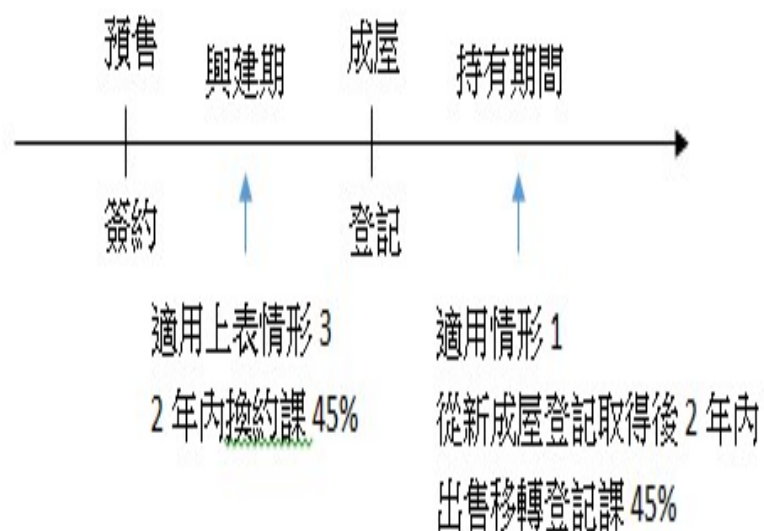 預售
興建期
成屋
持有期間
簽約
登記
適用上表情形 3
2 年內換約課 45%
適用情形 1
從新成屋登記取得後 2 年內
出售移轉登記課 45%